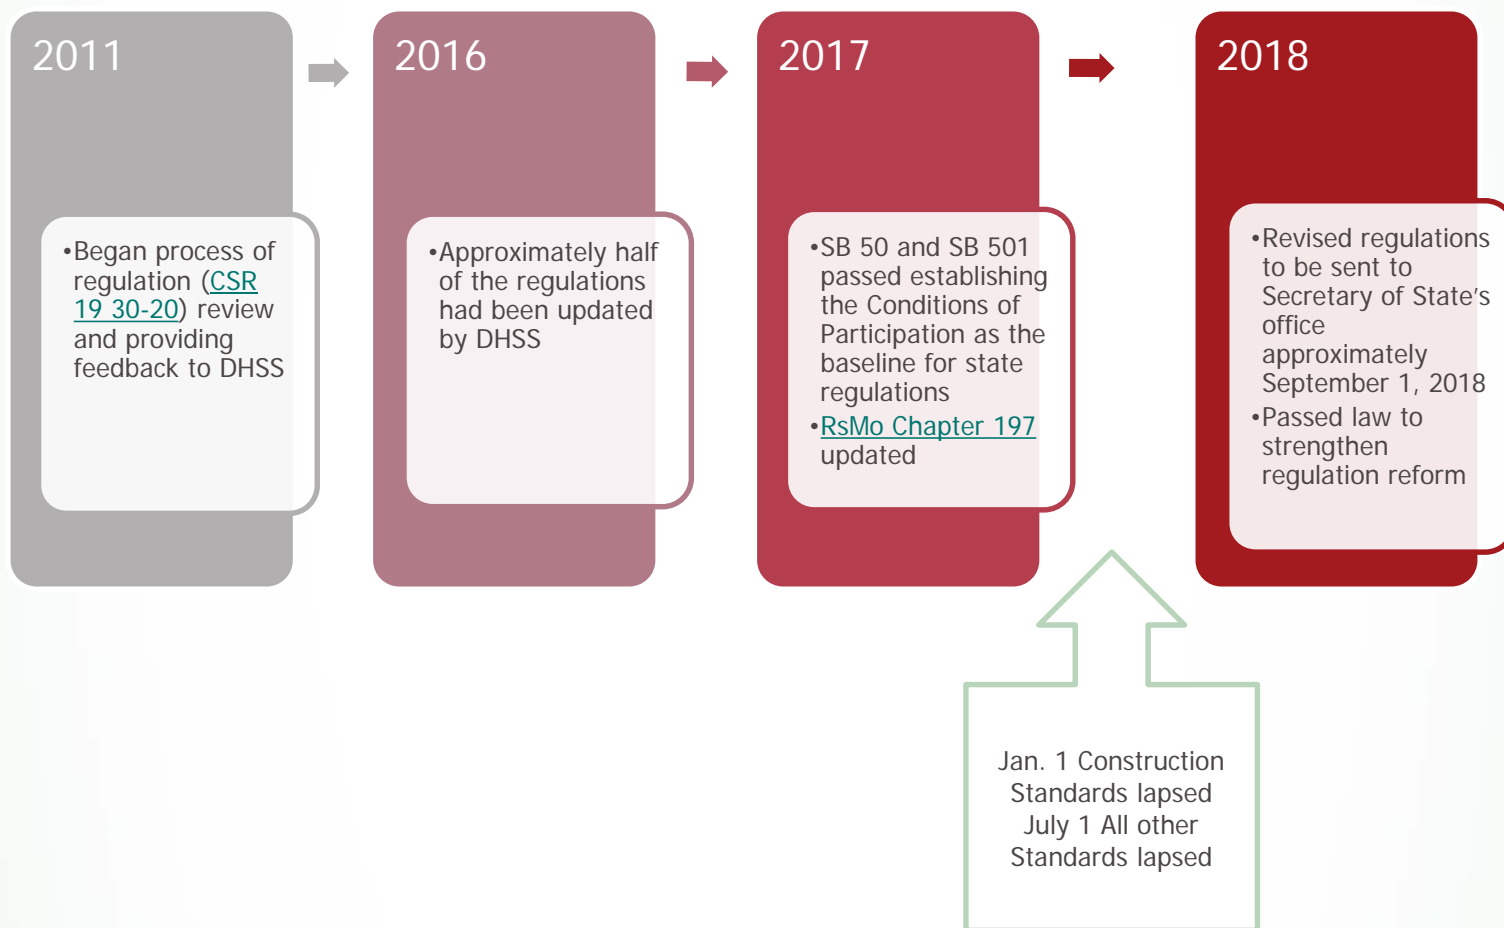 2011
•Began process of
regulation (CSR
19 30-20) review
and providing
feedback to DHSS
2016
•Approximately half
of the regulations
had been updated
by DHSS
2017
•SB 50 and SB 501
passed establishing
the Conditions of
Participation as the
baseline for state
regulations
•RsMo Chapter 197
updated
2018
•Revised regulations
to be sent to
Secretary of State's
office
approximately
September 1, 2018
•Passed law to
strengthen
regulation reform
Jan. 1 Construction
Standards lapsed
July 1 All other
Standards lapsed